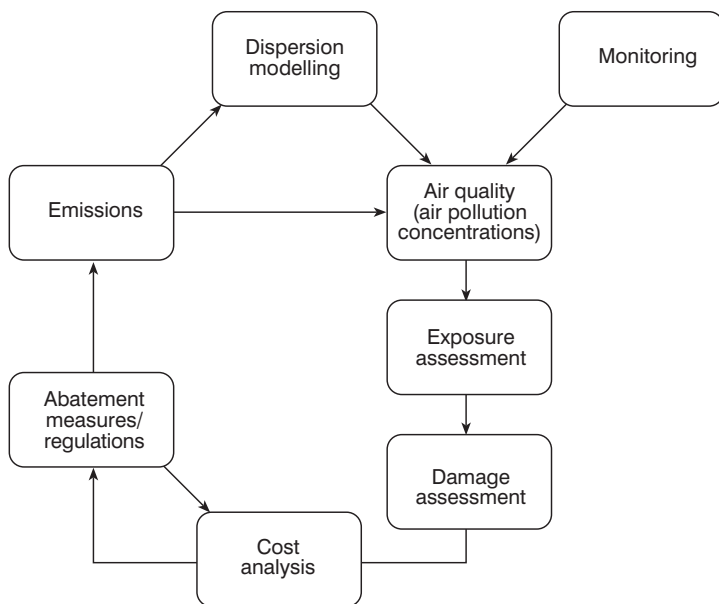 Dispersion
modelling
Monitoring
Emissions
Air quality
(air pollution
concentrations)
Exposure
assessment
Abatement
measures/
regulations
Damage
assessment
Cost
analysis